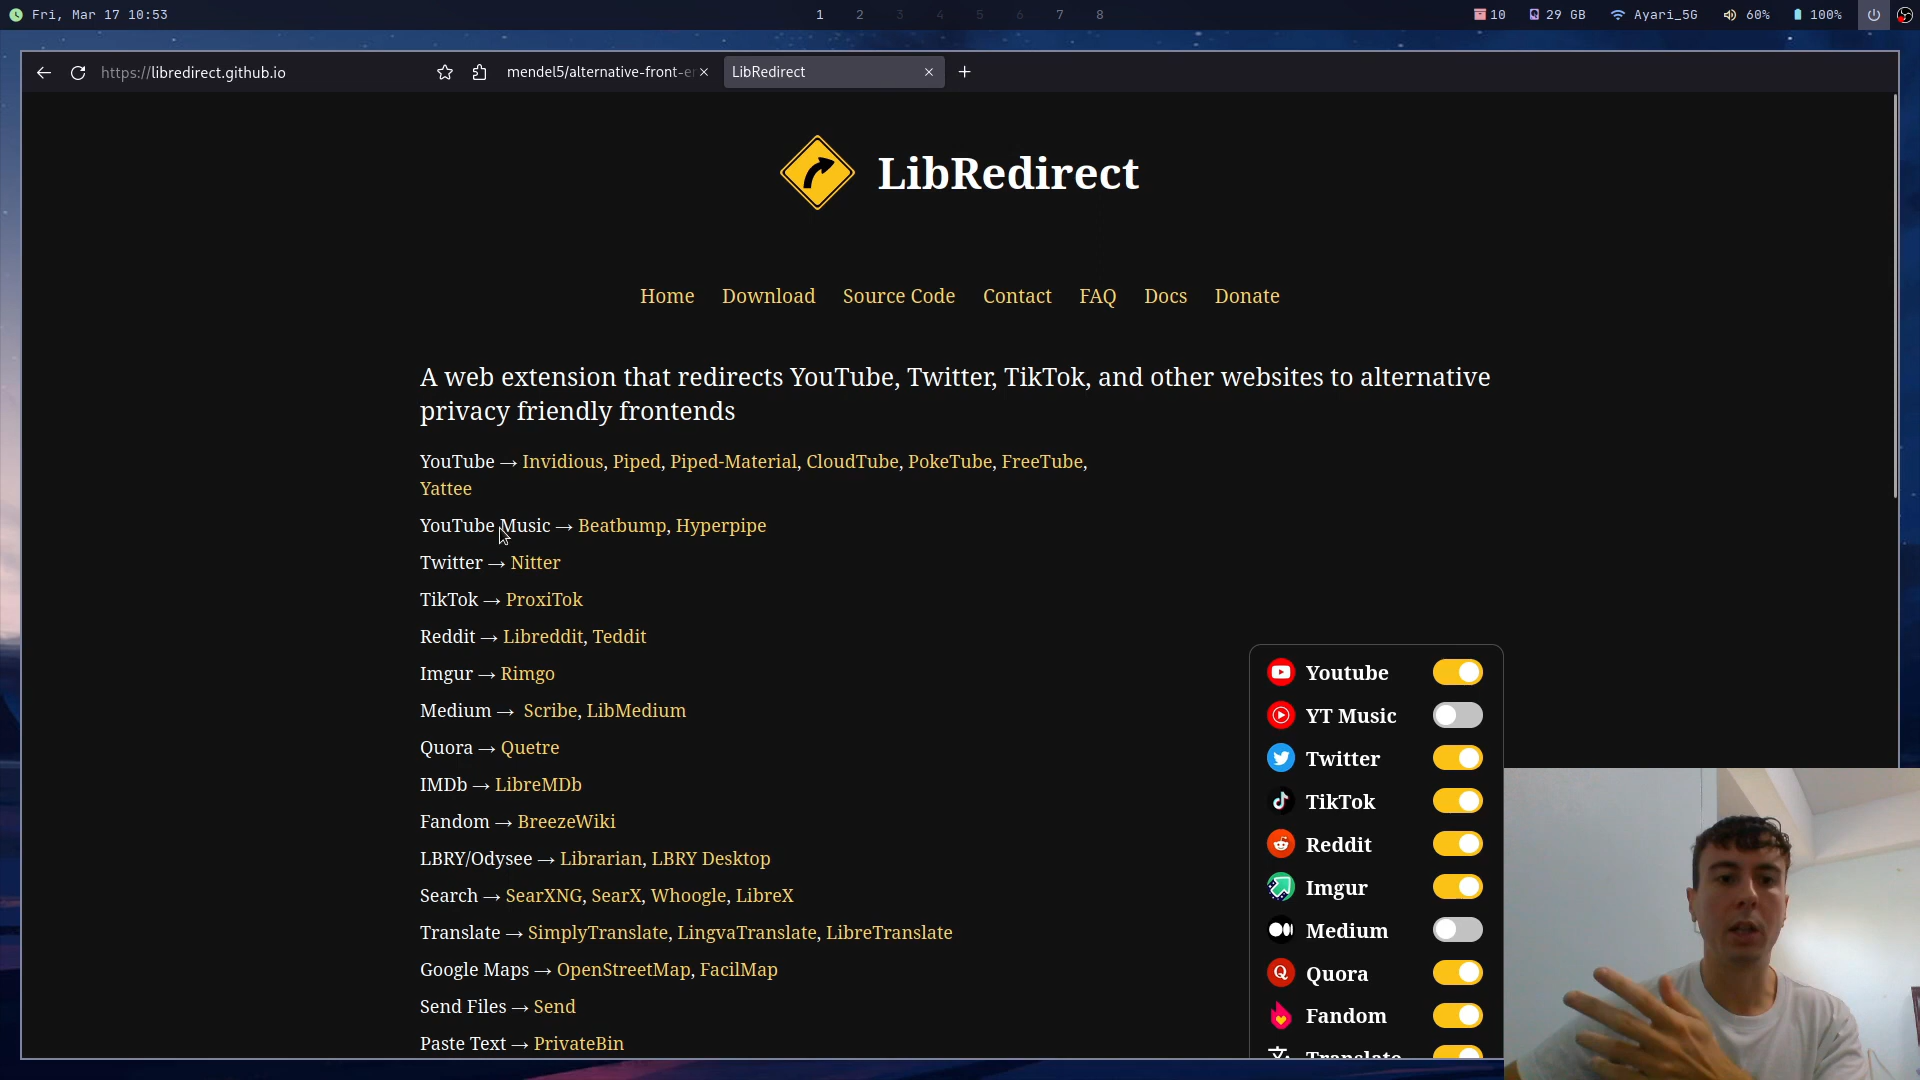 Fri, Mar 17 10:53
1 2 3 4 5 6 7 8
10 29 GB Ayari_5G 60% 100%
https://libredirect.github.io
mendel5/alternative-front-er
LibRedirect
LibRedirect
Home Download Source Code Contact FAQ Docs Donate
A web extension that redirects YouTube, Twitter, TikTok, and other websites to alternative
privacy friendly frontends
YouTube → Invidious, Piped, Piped-Material, CloudTube, PokeTube, FreeTube,
Yattee
YouTube Music → Beatbump, Hyperpipe
Twitter → Nitter
TikTok → ProxiTok
Reddit → Libreddit, Teddit
Imgur → Rimgo
Medium → Scribe, LibMedium
Quora → Quetre
IMDb → LibreMDb
Fandom → BreezeWiki
LBRY/Odysee → Librarian, LBRY Desktop
Search → SearXNG, SearX, Whoogle, LibreX
Translate → SimplyTranslate, LingvaTranslate, LibreTranslate
Google Maps → OpenStreetMap, FacilMap
Send Files → Send
Paste Text → PrivateBin
Youtube
YT Music
Twitter
TikTok
Reddit
Imgur
Medium
Quora
Fandom
Translate